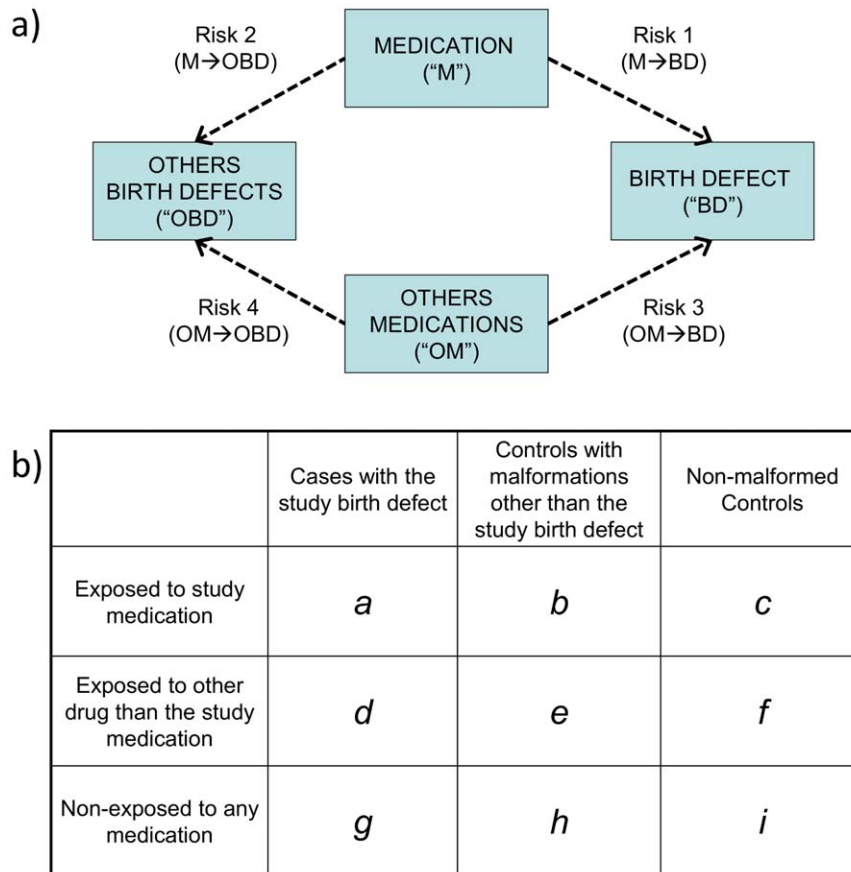 a)
Risk 2
(M→OBD)
MEDICATION
("M")
Risk 1
(M→BD)
OTHERS
BIRTH DEFECTS
("OBD")
BIRTH DEFECT
("BD")
Risk 4
(OM→OBD)
OTHERS
MEDICATIONS
("OM")
Risk 3
(OM→BD)
b)
Cases with the
study birth defect
Controls with
malformations
other than the
study birth defect
Non-malformed
Controls
Exposed to study
medication
a
b
c
Exposed to other
drug than the study
medication
d
e
f
Non-exposed to any
medication
g
h
i